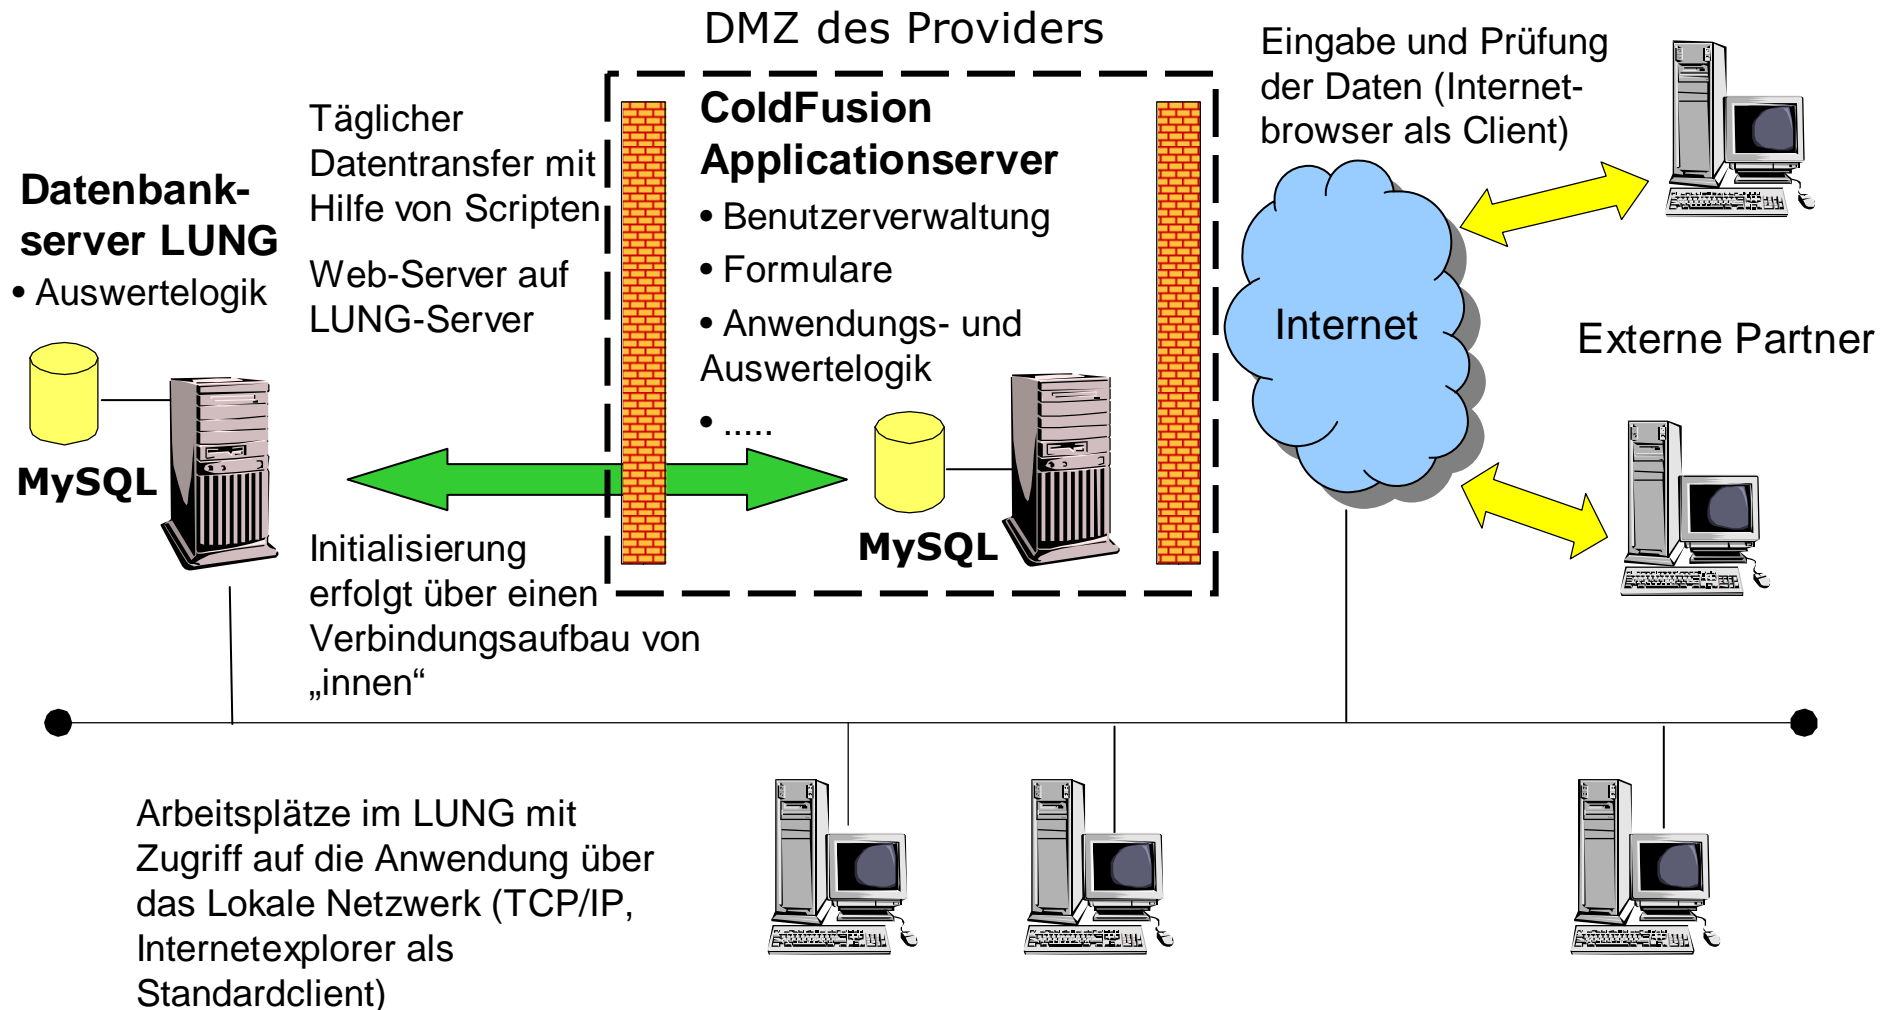 DMZ des Providers
Datenbank-
server LUNG
• Auswertelogik
MySQL
Täglicher
Datentransfer mit
Hilfe von Scripten
Web-Server auf
LUNG-Server
Initialisierung
erfolgt über einen
Verbindungsaufbau von
„innen“
ColdFusion
Applicationserver
• Benutzerverwaltung
• Formulare
• Anwendungs- und
Auswertelogik
• .....
MySQL
Eingabe und Prüfung
der Daten (Internet-
browser als Client)
Internet
Externe Partner
Arbeitsplätze im LUNG mit
Zugriff auf die Anwendung über
das Lokale Netzwerk (TCP/IP,
Internetexplorer als
Standardclient)